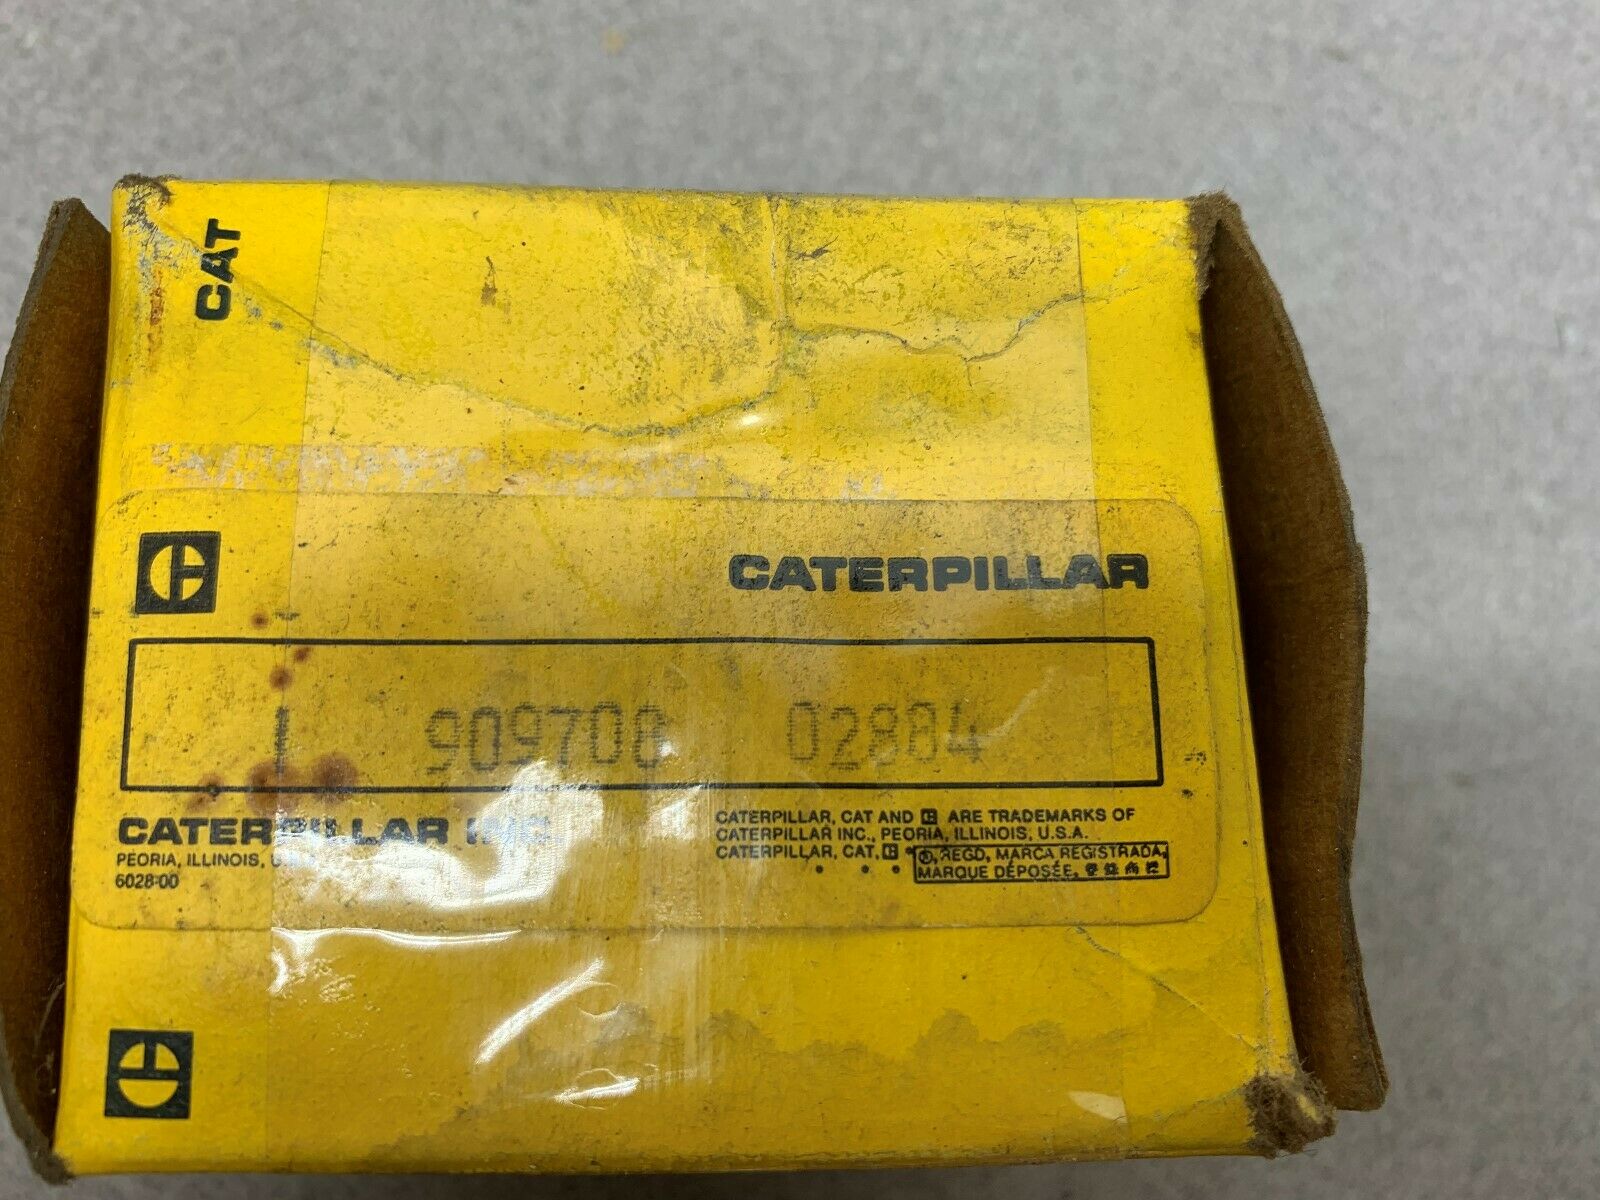 CAT
CATERPILLAR
1 909708 02884
CATERPILLAR INC.
PEORIA, ILLINOIS, U.S.A.
6028-00
CATERPILLAR, CAT AND ARE TRADEMARKS OF
CATERPILLAR INC., PEORIA, ILLINOIS, U.S.A.
CATERPILLAR, CAT,
®, REGD, MARCA REGISTRADA,
MARQUE DÉPOSÉE,